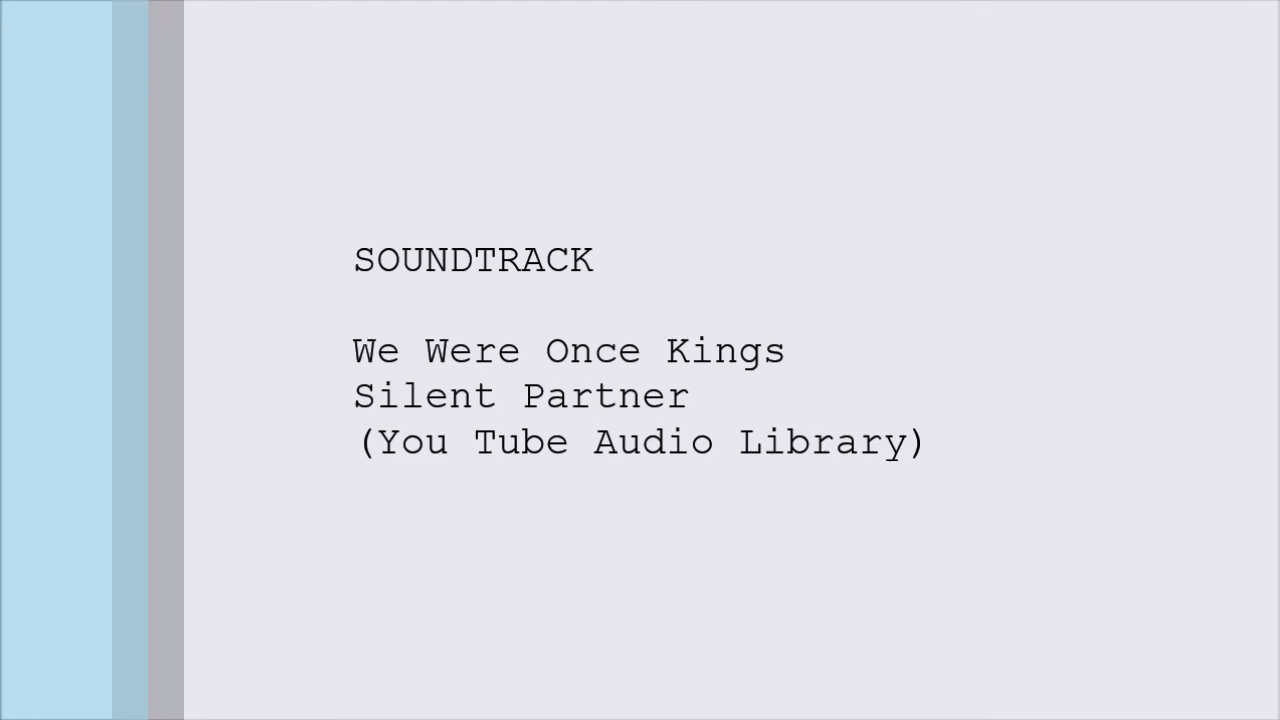 SOUNDTRACK
We Were Once Kings
Silent Partner
(You Tube Audio Library)